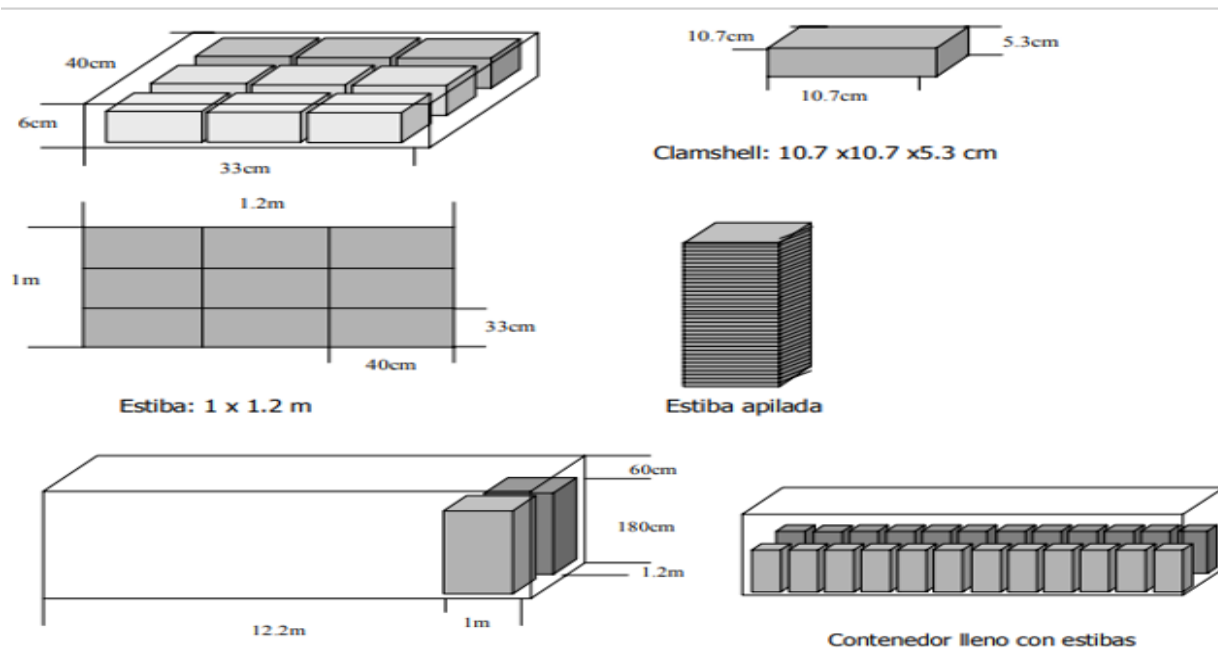 40cm
6cm
33cm
10.7cm
5.3cm
10.7cm
Clamshell: 10.7 x10.7 x5.3 cm
1.2m
1m
33cm
40cm
Estiba: 1 x 1.2 m
Estiba apilada
60cm
180cm
1.2m
12.2m
1m
Contenedor lleno con estibas